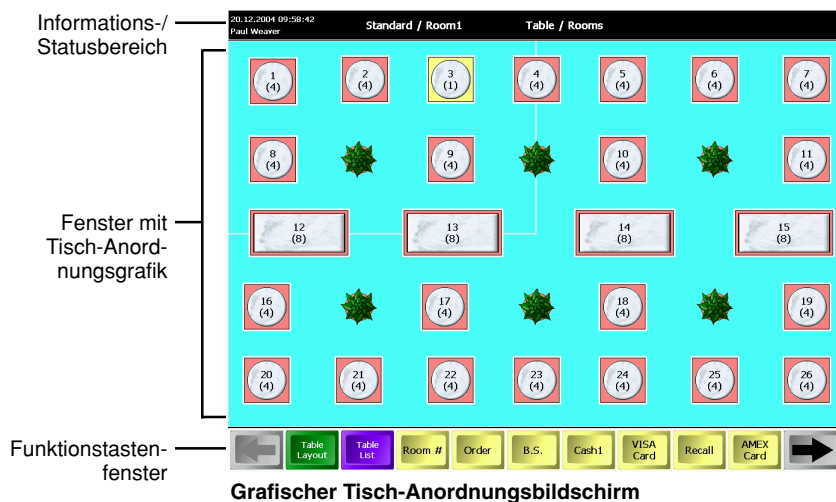 Informations-/
Statusbereich
20.12.2004 09:58:42
Paul Weaver
Standard / Room1
Table / Rooms
1
(4)
2
(4)
3
(1)
4
(4)
5
(4)
6
(4)
7
(4)
8
(4)
9
(4)
10
(4)
11
(4)
Fenster mit
Tisch-Anord-
nungsgrafik
12
(8)
13
(8)
14
(8)
15
(8)
16
(4)
17
(4)
18
(4)
19
(4)
20
(4)
21
(4)
22
(4)
23
(4)
24
(4)
25
(4)
26
(4)
Funktionstasten-
fenster
Table
Layout
Table
List
Room #
Order
B.S.
Cash1
VISA
Card
Recall
AMEX
Card
Grafischer Tisch-Anordnungsbildschirm